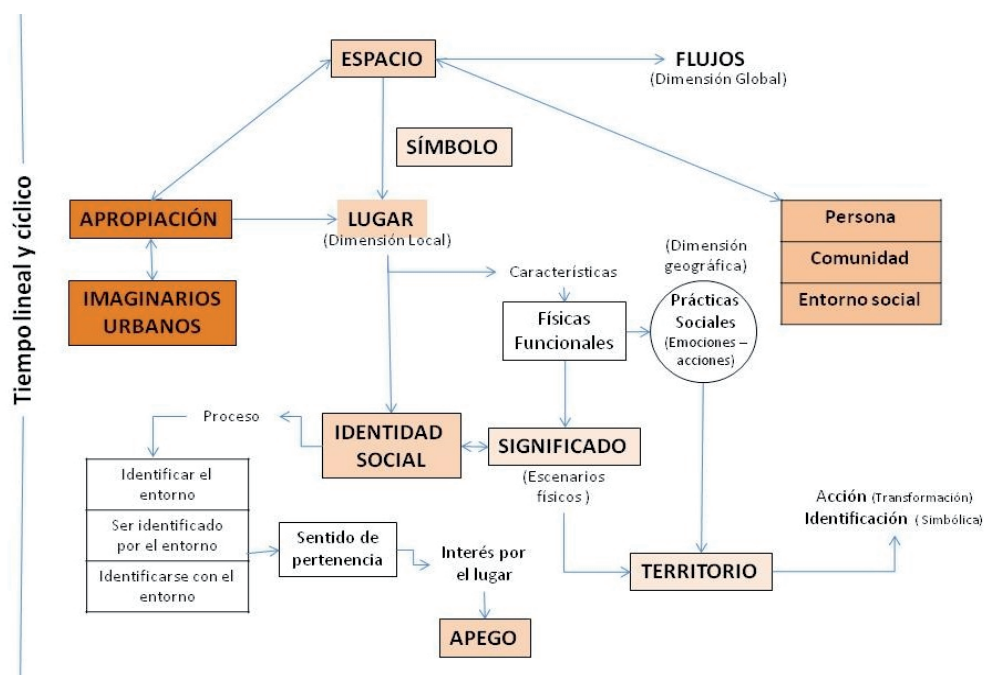 Tiempo lineal y cíclico
ESPACIO
FLUJOS
(Dimensión Global)
SÍMBOLO
APROPIACIÓN
LUGAR
(Dimensión Local)
Persona
Comunidad
Entorno social
IMAGINARIOS
URBANOS
Características
(Dimensión
geográfica)
Físicas
Funcionales
Prácticas
Sociales
(Emociones –
acciones)
Proceso
IDENTIDAD
SOCIAL
SIGNIFICADO
(Escenarios
físicos )
Identificar el
entorno
Ser identificado
por el entorno
Identificarse con el
entorno
Sentido de
pertenencia
Interés por
el lugar
APEGO
TERRITORIO
Acción (Transformación)
Identificación ( Simbólica)